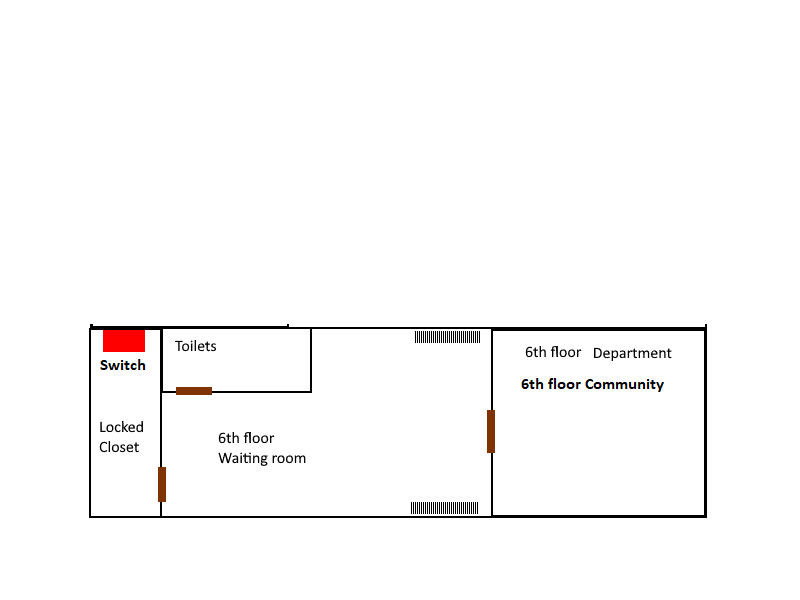 Toilets
Switch
6th floor Department
6th floor Community
Locked
Closet
6th floor
Waiting room